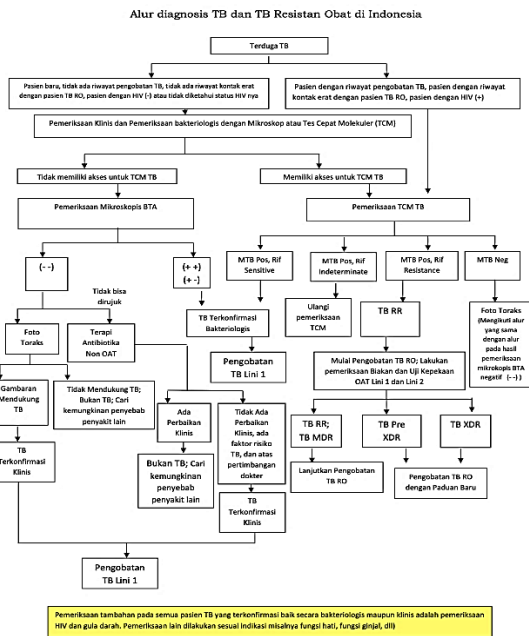 Alur diagnosis TB dan TB Resistan Obat di Indonesia
Terduga TB
Pasien baru, tidak ada riwayat pengobatan TB, tidak ada riwayat kontak erat
dengan pasien TB RO, pasien dengan HIV (-) atau tidak diketahui status HIV nya
Pasien dengan riwayat pengobatan TB, pasien dengan riwayat
kontak erat dengan pasien TB RO, pasien dengan HIV (+)
Pemeriksaan Klinis dan Pemeriksaan bakteriologis dengan Mikroskop atau Tes Cepat Molekuler (TCM)
Tidak memiliki akses untuk TCM TB
Memiliki akses untuk TCM TB
Pemeriksaan Mikroskopis BTA
Pemeriksaan TCM TB
(- -)
(+ +)
(+ -)
MTB Pos, Rif
Sensitive
MTB Pos, Rif
Indeterminate
MTB Pos, Rif
Resistance
MTB Neg
Tidak bisa
dirujuk
Foto
Toraks
Terapi
Antibiotika
Non OAT
TB Terkonfirmasi
Bakteriologis
Ulangi
pemeriksaan
TCM
TB RR
Foto Toraks
(Mengikuti alur
yang sama
dengan alur
pada hasil
pemeriksaan
mikrokopis BTA
negatif (- -) )
Pengobatan
TB Lini 1
Mulai Pengobatan TB RO; Lakukan
pemeriksaan Biakan dan Uji Kepekaan
OAT Lini 1 dan Lini 2
Gambaran
Mendukung
TB
Tidak Mendukung TB;
Bukan TB; Cari
kemungkinan penyebab
penyakit lain
Ada
Perbaikan
Klinis
Tidak Ada
Perbaikan
Klinis, ada
faktor risiko
TB, dan atas
pertimbangan
dokter
TB RR;
TB MDR
TB Pre
XDR
TB XDR
TB
Terkonfirmasi
Klinis
Bukan TB; Cari
kemungkinan
penyebab
penyakit lain
Lanjutkan Pengobatan
TB RO
Pengobatan TB RO
dengan Paduan Baru
TB
Terkonfirmasi
Klinis
Pengobatan
TB Lini 1
Pemeriksaan tambahan pada semua pasien TB yang terkonfirmasi baik secara bakteriologis maupun klinis adalah pemeriksaan
HIV dan gula darah. Pemeriksaan lain dilakukan sesuai indikasi misalnya fungsi hati, fungsi ginjal, dll)